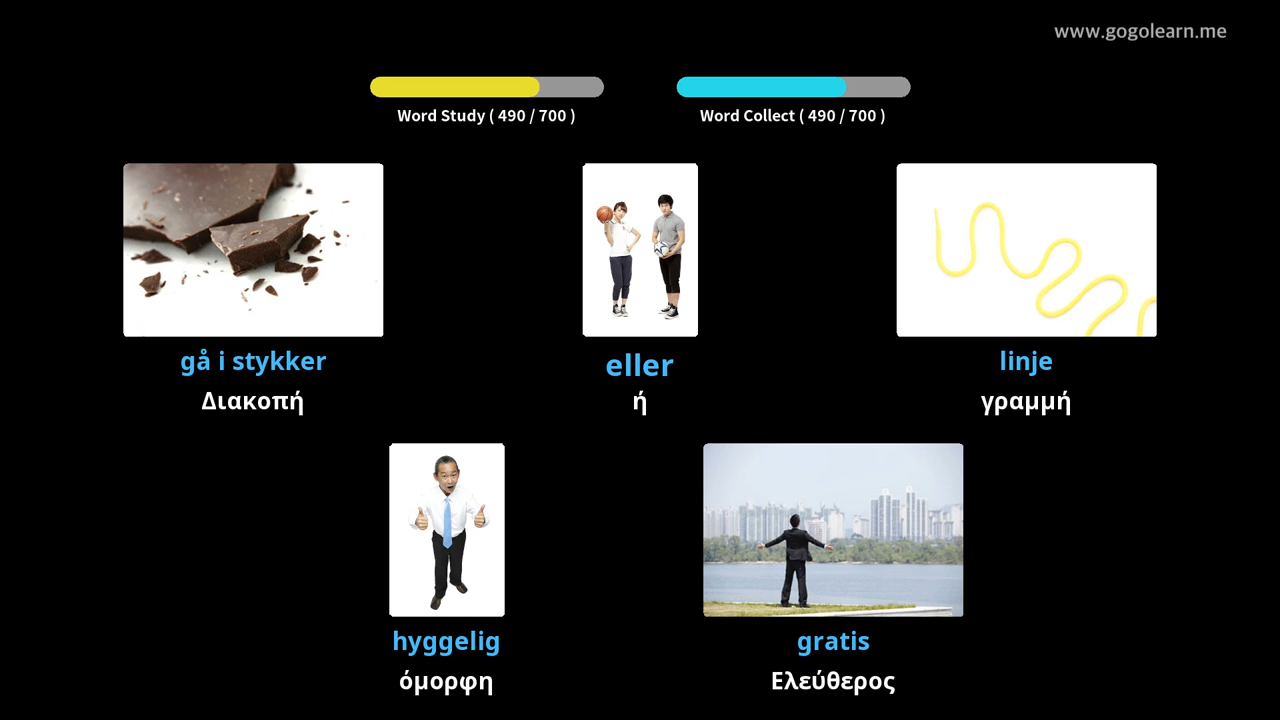 www.gogolearn.me
Word Study ( 490 / 700 )
Word Collect ( 490 / 700 )
gå i stykker
Διακοπή
eller
ή
linje
γραμμή
hyggelig
όμορφη
gratis
Ελεύθερος